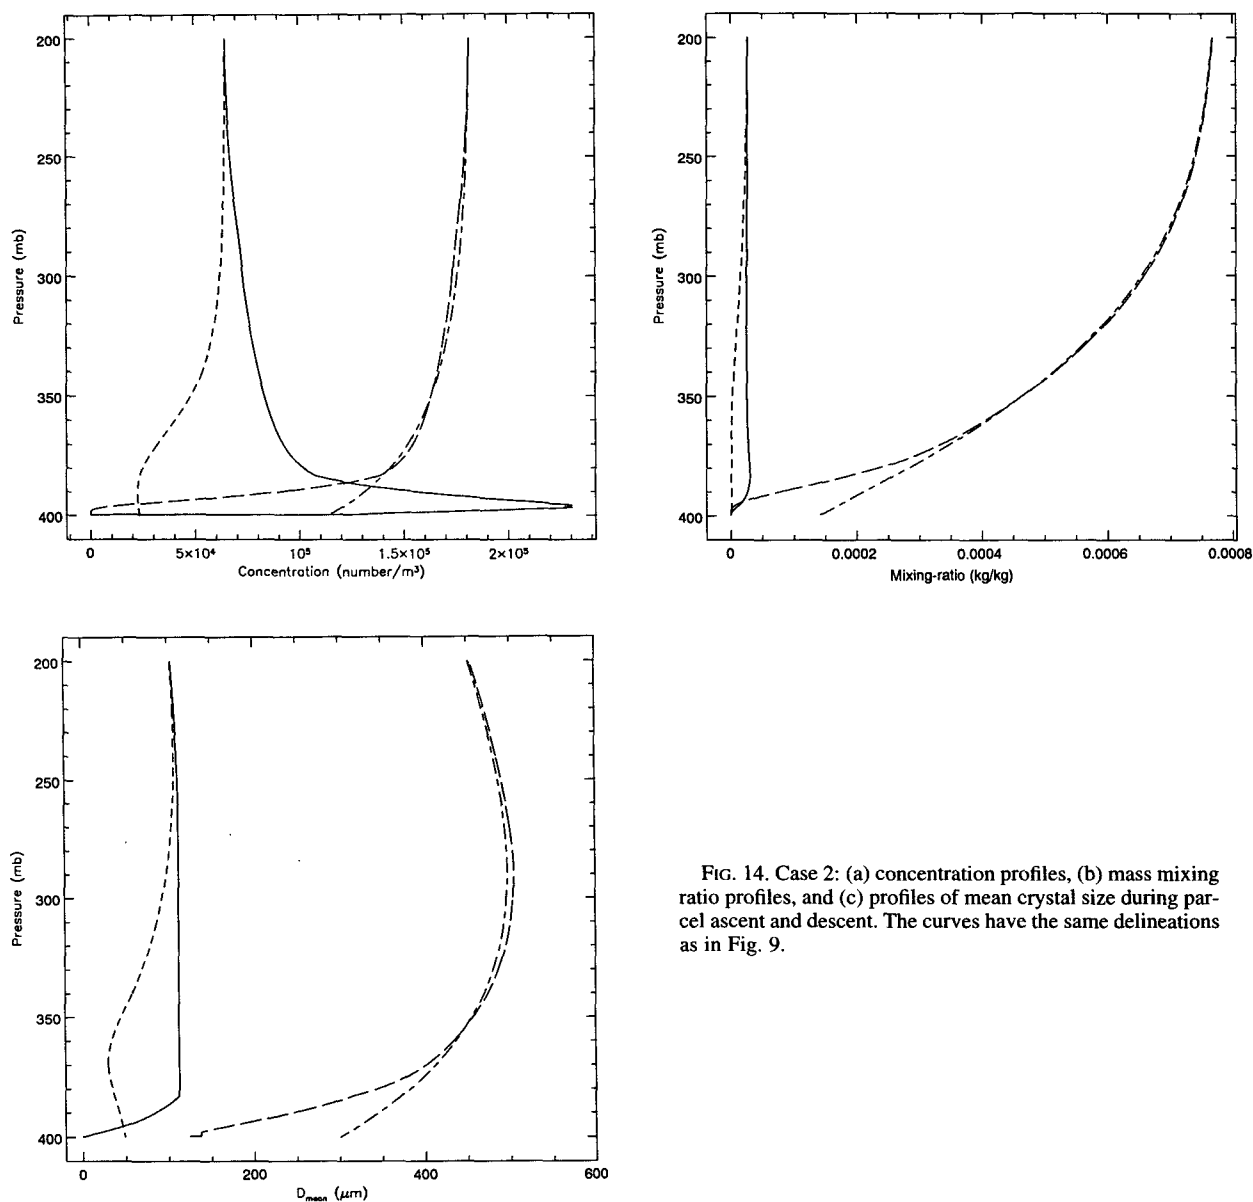 200
250
300
350
400
Pressure (mb)
0
5×10⁴
10⁵
1.5×10⁵
2×10⁵
Concentration (number/m³)
200
250
300
350
400
Pressure (mb)
0
0.0002
0.0004
0.0006
0.0008
Mixing-ratio (kg/kg)
200
250
300
350
400
Pressure (mb)
0
200
400
600
Dmean (μm)
FIG. 14. Case 2: (a) concentration profiles, (b) mass mixing
ratio profiles, and (c) profiles of mean crystal size during par-
cel ascent and descent. The curves have the same delineations
as in Fig. 9.